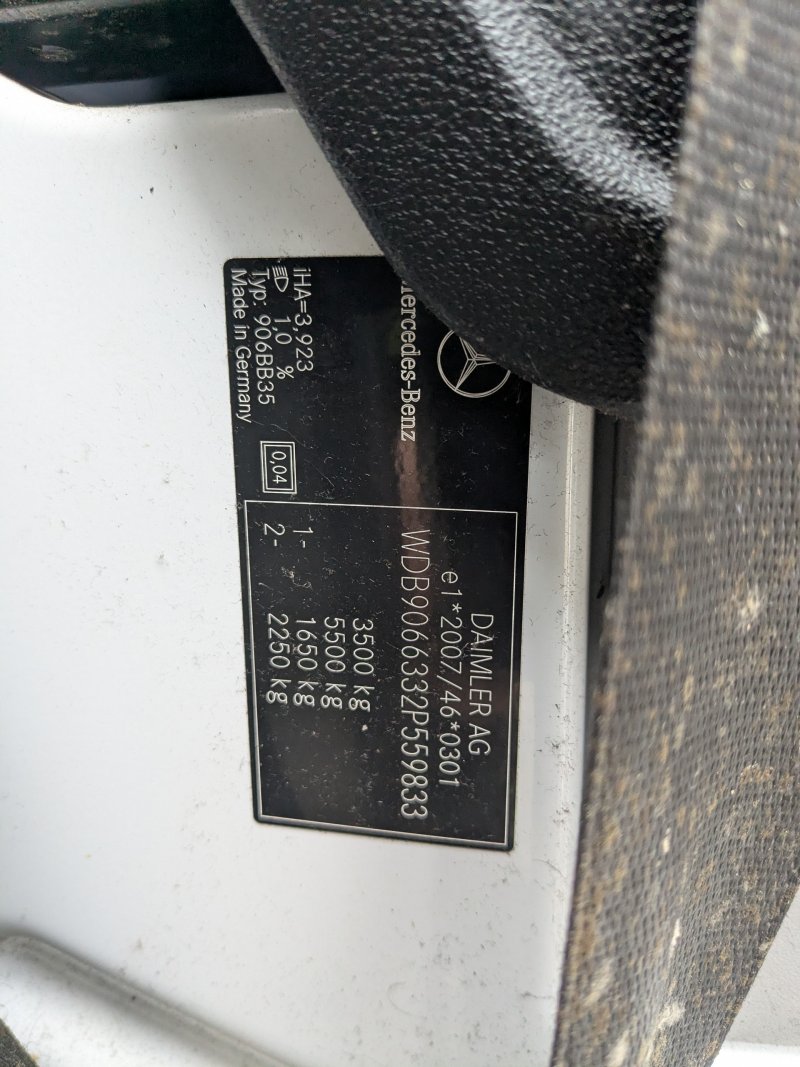 Mercedes-Benz
iHA=3,923
1,0 %
Typ: 906BB35
Made in Germany
0,04
DAIMLER AG
e1*2007/46*0301
WDB9066332P559833
3500 kg
5500 kg
1- 1650 kg
2- 2250 kg